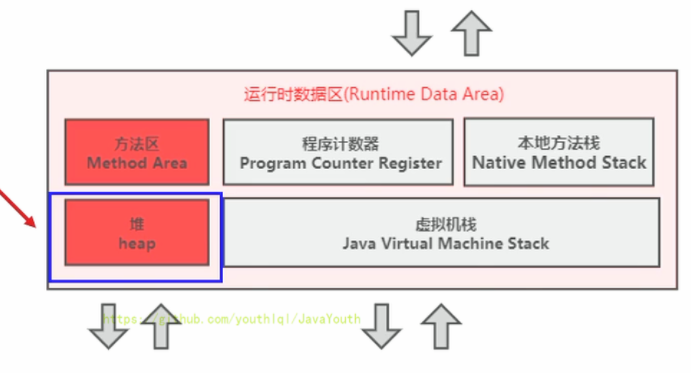 运行时数据区(Runtime Data Area)
方法区
Method Area
程序计数器
Program Counter Register
本地方法栈
Native Method Stack
堆
heap
虚拟机栈
Java Virtual Machine Stack
https://github.com/youthlql/JavaYouth